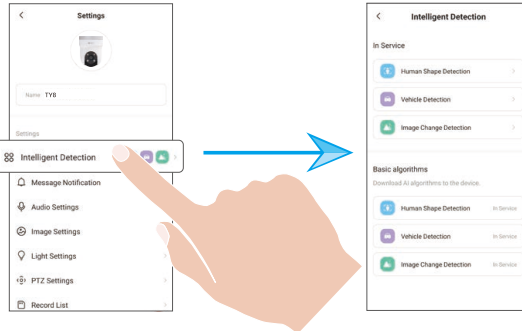 Settings
Name TYB
Settings
Intelligent Detection
Message Notification
Audio Settings
Image Settings
Light Settings
PTZ Settings
Record List
Intelligent Detection
In Service
Human Shape Detection
Vehicle Detection
Image Change Detection
Basic algorithms
Download AI algorithms to the device.
Human Shape Detection In Service
Vehicle Detection In Service
Image Change Detection In Service